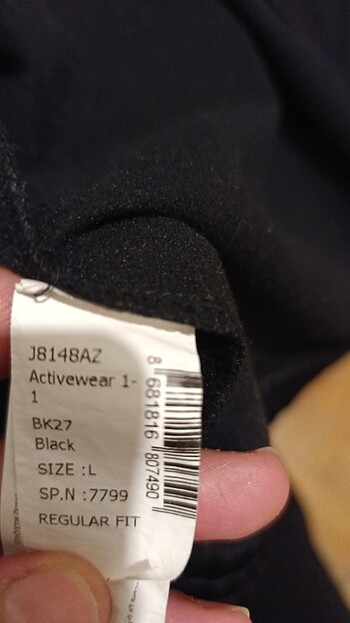 J8148AZ
Activewear 1-
1
BK27
Black
SIZE :L
SP.N :7799
REGULAR FIT
8 681816 807490